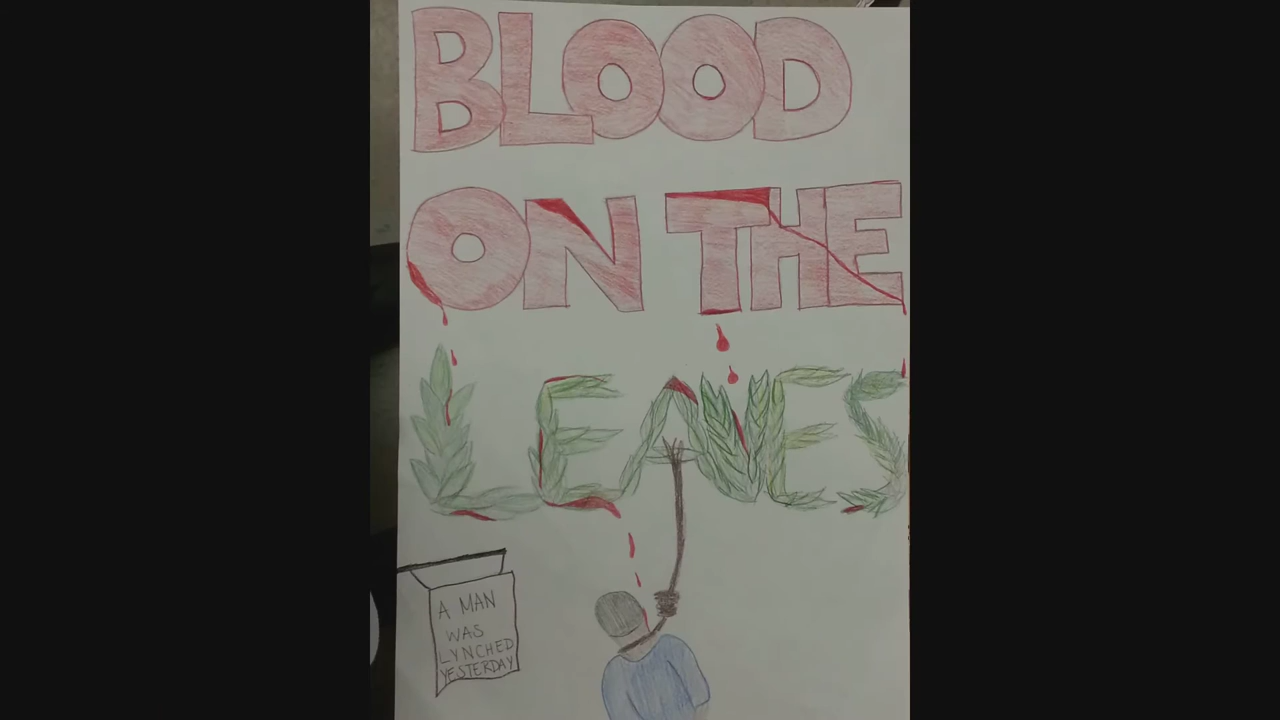 BLOOD
ON THE
LEAVES
A MAN
WAS
LYNCHED
YESTERDAY